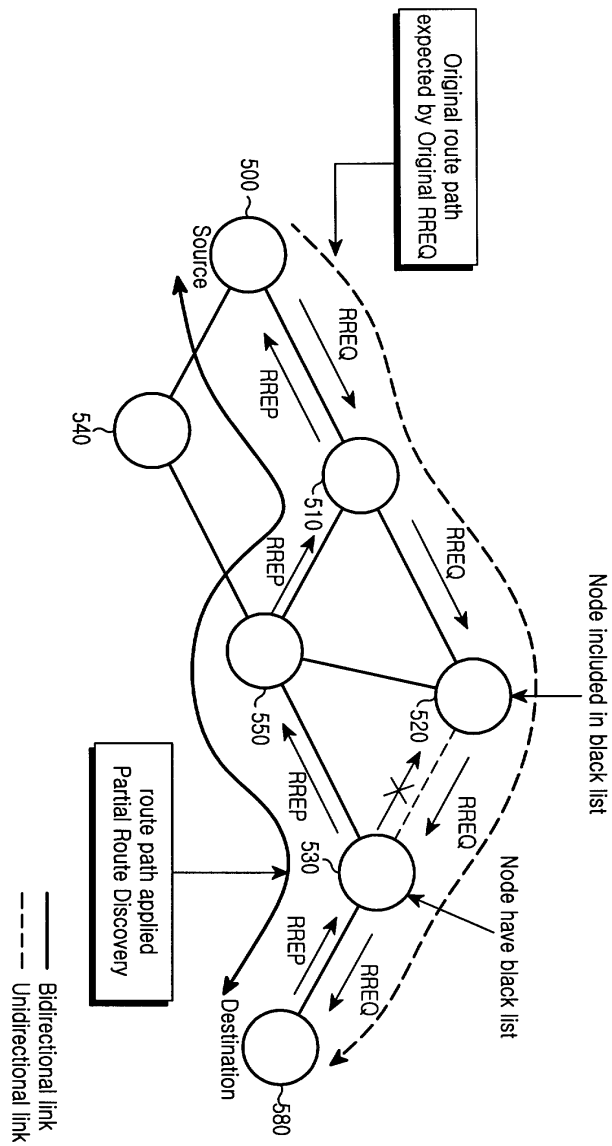 Original route path
expected by Original RREQ
500
Source
RREQ
RREP
540
510
RREQ
RREP
Node included in black list
520
550
RREQ
RREP
530
Node have black list
RREP
RREQ
route path applied
Partial Route Discovery
Destination
580
Bidirectional link
Unidirectional link